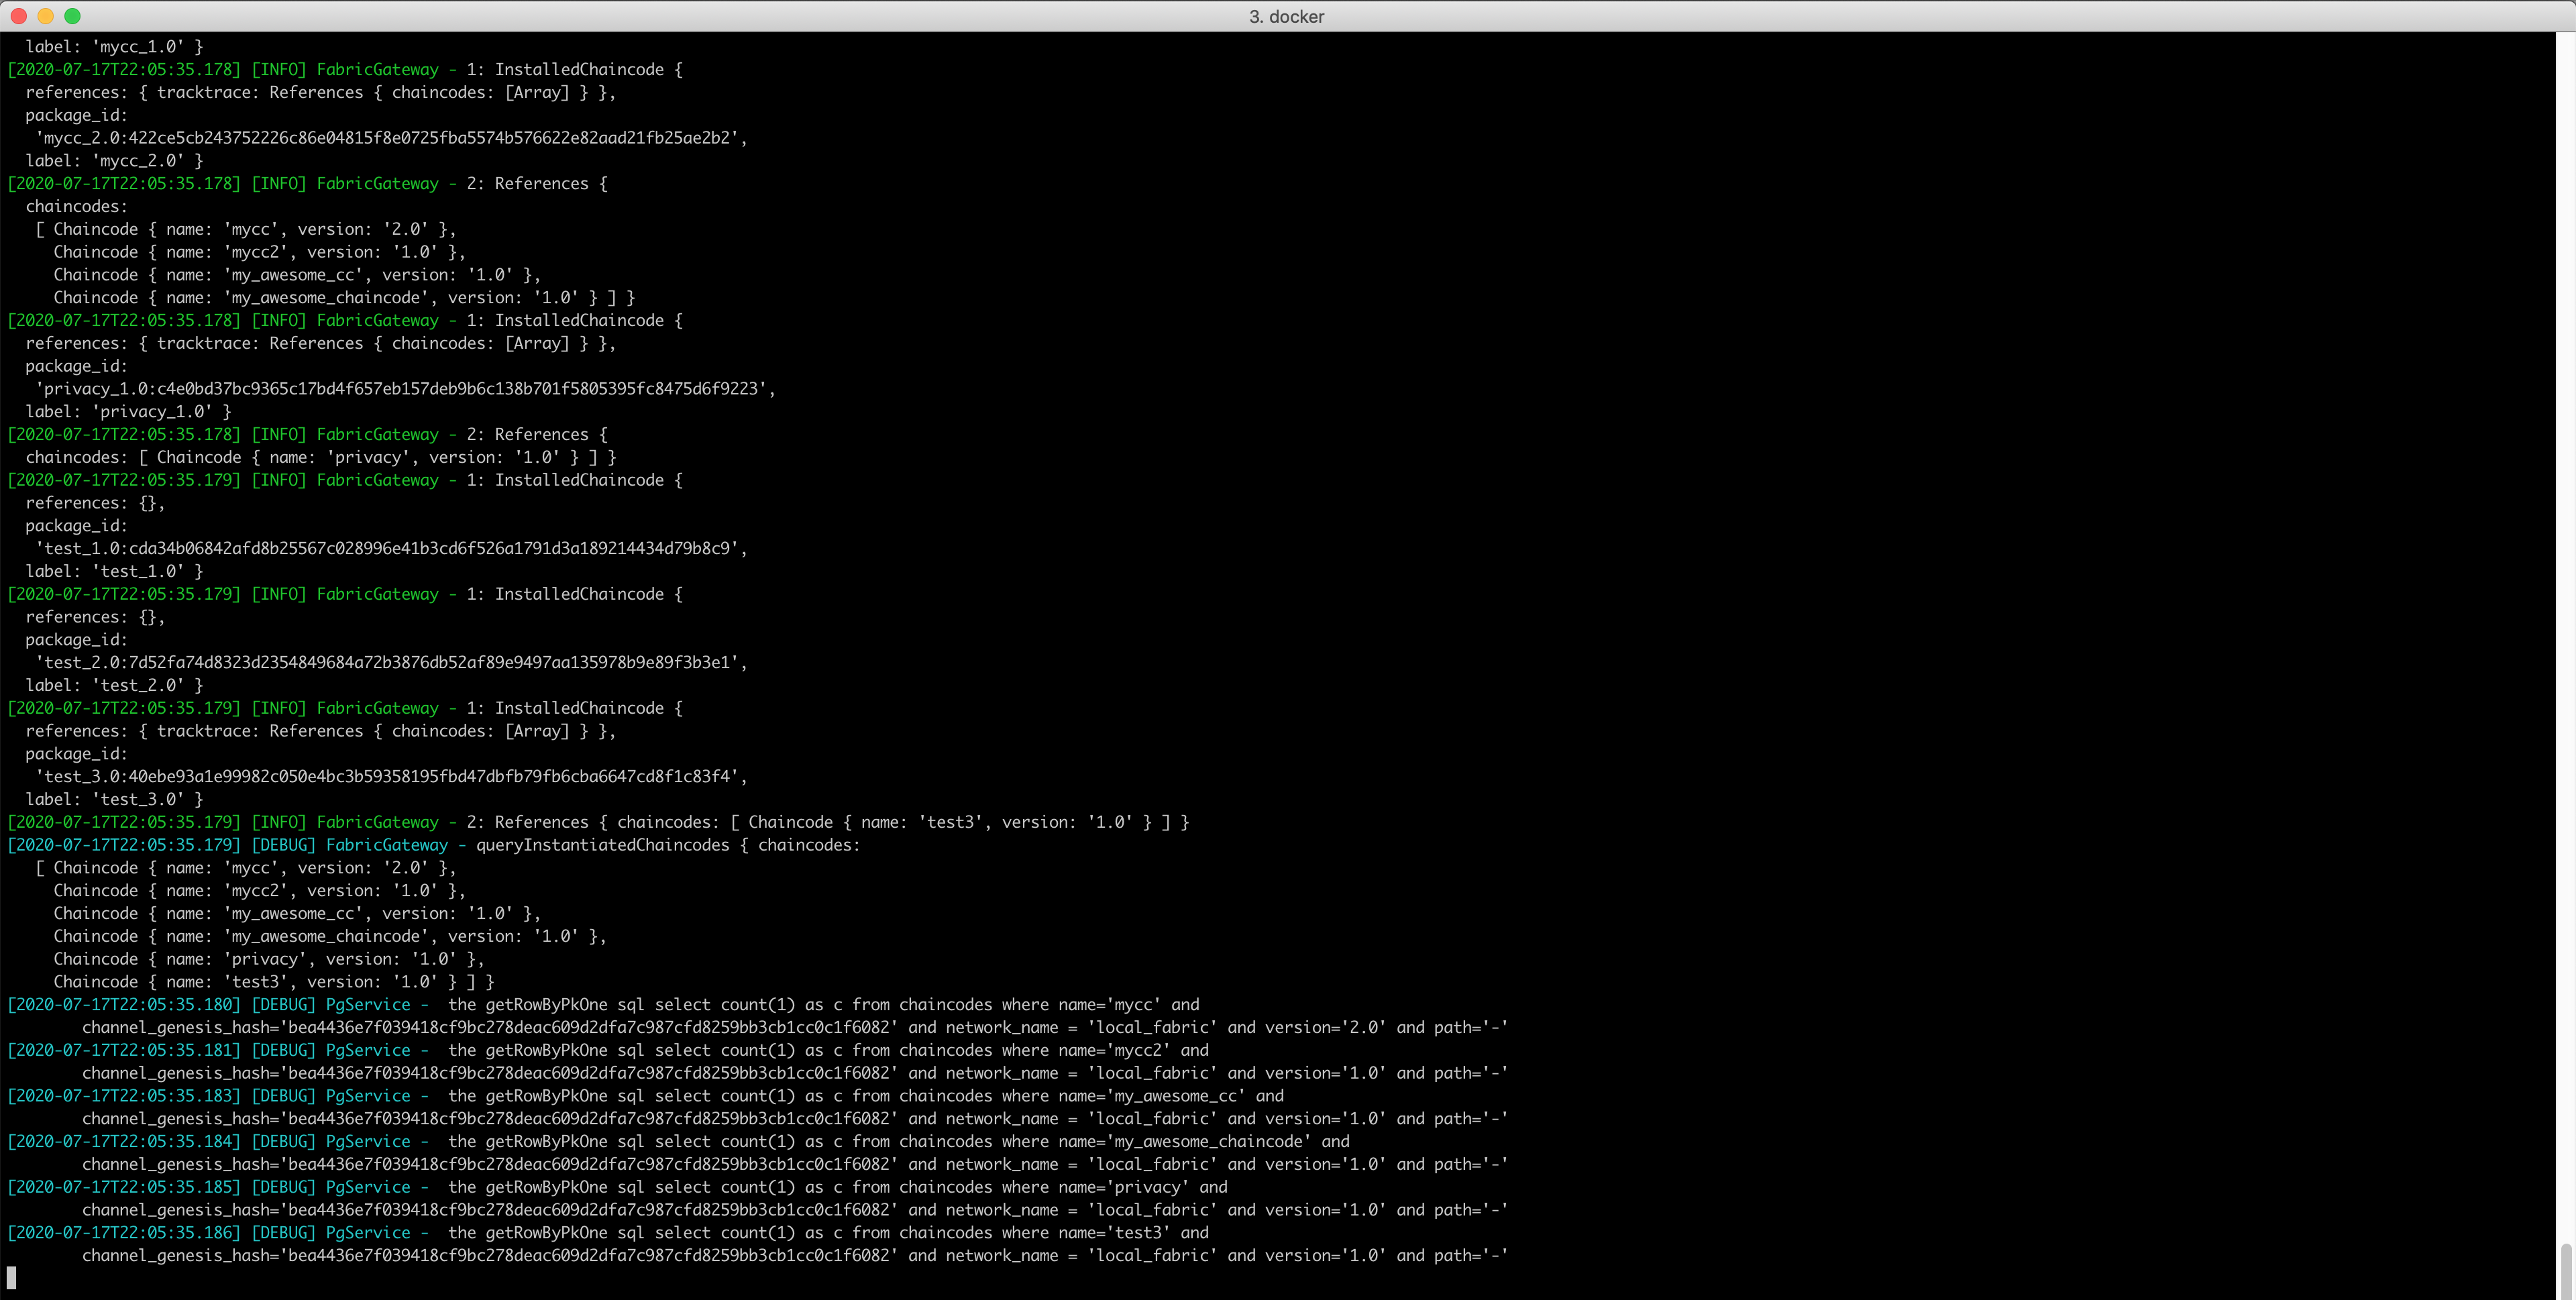 3. docker
  label: 'mycc_1.0' }
[2020-07-17T22:05:35.178] [INFO] FabricGateway - 1: InstalledChaincode {
  references: { tracktrace: References { chaincodes: [Array] } },
  package_id:
   'mycc_2.0:422ce5cb243752226c86e04815f8e0725fba5574b576622e82aad21fb25ae2b2',
  label: 'mycc_2.0' }
[2020-07-17T22:05:35.178] [INFO] FabricGateway - 2: References {
  chaincodes:
   [ Chaincode { name: 'mycc', version: '2.0' },
     Chaincode { name: 'mycc2', version: '1.0' },
     Chaincode { name: 'my_awesome_cc', version: '1.0' },
     Chaincode { name: 'my_awesome_chaincode', version: '1.0' } ] }
[2020-07-17T22:05:35.178] [INFO] FabricGateway - 1: InstalledChaincode {
  references: { tracktrace: References { chaincodes: [Array] } },
  package_id:
   'privacy_1.0:c4e0bd37bc9365c17bd4f657eb157deb9b6c138b701f5805395fc8475d6f9223',
  label: 'privacy_1.0' }
[2020-07-17T22:05:35.178] [INFO] FabricGateway - 2: References {
  chaincodes: [ Chaincode { name: 'privacy', version: '1.0' } ] }
[2020-07-17T22:05:35.179] [INFO] FabricGateway - 1: InstalledChaincode {
  references: {},
  package_id:
   'test_1.0:cda34b06842afd8b25567c028996e41b3cd6f526a1791d3a189214434d79b8c9',
  label: 'test_1.0' }
[2020-07-17T22:05:35.179] [INFO] FabricGateway - 1: InstalledChaincode {
  references: {},
  package_id:
   'test_2.0:7d52fa74d8323d2354849684a72b3876db52af89e9497aa135978b9e89f3b3e1',
  label: 'test_2.0' }
[2020-07-17T22:05:35.179] [INFO] FabricGateway - 1: InstalledChaincode {
  references: { tracktrace: References { chaincodes: [Array] } },
  package_id:
   'test_3.0:40ebe93a1e99982c050e4bc3b59358195fbd47dbfb79fb6cba6647cd8f1c83f4',
  label: 'test_3.0' }
[2020-07-17T22:05:35.179] [INFO] FabricGateway - 2: References { chaincodes: [ Chaincode { name: 'test3', version: '1.0' } ] }
[2020-07-17T22:05:35.179] [DEBUG] FabricGateway - queryInstantiatedChaincodes { chaincodes:
   [ Chaincode { name: 'mycc', version: '2.0' },
     Chaincode { name: 'mycc2', version: '1.0' },
     Chaincode { name: 'my_awesome_cc', version: '1.0' },
     Chaincode { name: 'my_awesome_chaincode', version: '1.0' },
     Chaincode { name: 'privacy', version: '1.0' },
     Chaincode { name: 'test3', version: '1.0' } ] }
[2020-07-17T22:05:35.180] [DEBUG] PgService -  the getRowByPkOne sql select count(1) as c from chaincodes where name='mycc' and
        channel_genesis_hash='bea4436e7f039418cf9bc278deac609d2dfa7c987cfd8259bb3cb1cc0c1f6082' and network_name = 'local_fabric' and version='2.0' and path='-'
[2020-07-17T22:05:35.181] [DEBUG] PgService -  the getRowByPkOne sql select count(1) as c from chaincodes where name='mycc2' and
        channel_genesis_hash='bea4436e7f039418cf9bc278deac609d2dfa7c987cfd8259bb3cb1cc0c1f6082' and network_name = 'local_fabric' and version='1.0' and path='-'
[2020-07-17T22:05:35.183] [DEBUG] PgService -  the getRowByPkOne sql select count(1) as c from chaincodes where name='my_awesome_cc' and
        channel_genesis_hash='bea4436e7f039418cf9bc278deac609d2dfa7c987cfd8259bb3cb1cc0c1f6082' and network_name = 'local_fabric' and version='1.0' and path='-'
[2020-07-17T22:05:35.184] [DEBUG] PgService -  the getRowByPkOne sql select count(1) as c from chaincodes where name='my_awesome_chaincode' and
        channel_genesis_hash='bea4436e7f039418cf9bc278deac609d2dfa7c987cfd8259bb3cb1cc0c1f6082' and network_name = 'local_fabric' and version='1.0' and path='-'
[2020-07-17T22:05:35.185] [DEBUG] PgService -  the getRowByPkOne sql select count(1) as c from chaincodes where name='privacy' and
        channel_genesis_hash='bea4436e7f039418cf9bc278deac609d2dfa7c987cfd8259bb3cb1cc0c1f6082' and network_name = 'local_fabric' and version='1.0' and path='-'
[2020-07-17T22:05:35.186] [DEBUG] PgService -  the getRowByPkOne sql select count(1) as c from chaincodes where name='test3' and
        channel_genesis_hash='bea4436e7f039418cf9bc278deac609d2dfa7c987cfd8259bb3cb1cc0c1f6082' and network_name = 'local_fabric' and version='1.0' and path='-'